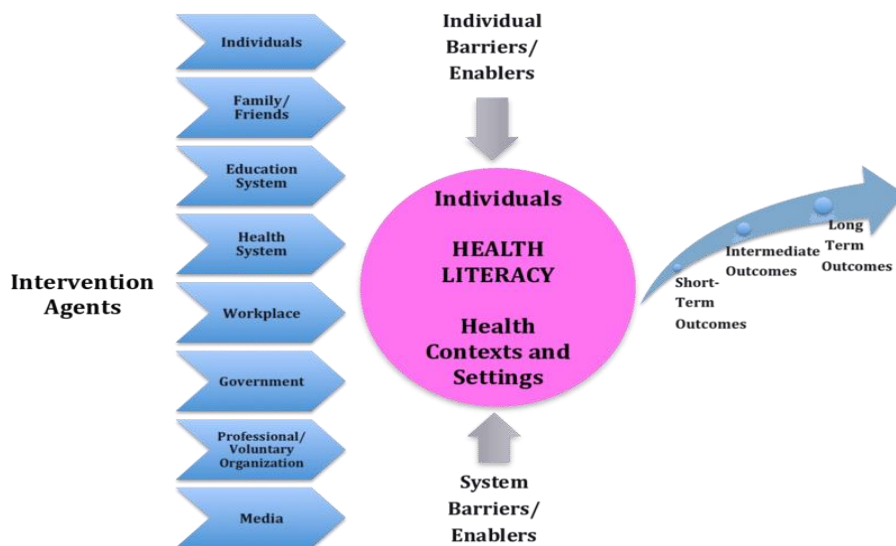 Intervention
Agents
Individuals
Family/
Friends
Education
System
Health
System
Workplace
Government
Professional/
Voluntary
Organization
Media
Individual
Barriers/
Enablers
Individuals
HEALTH
LITERACY
Health
Contexts and
Settings
System
Barriers/
Enablers
Short-
Term
Outcomes
Intermediate
Outcomes
Long
Term
Outcomes